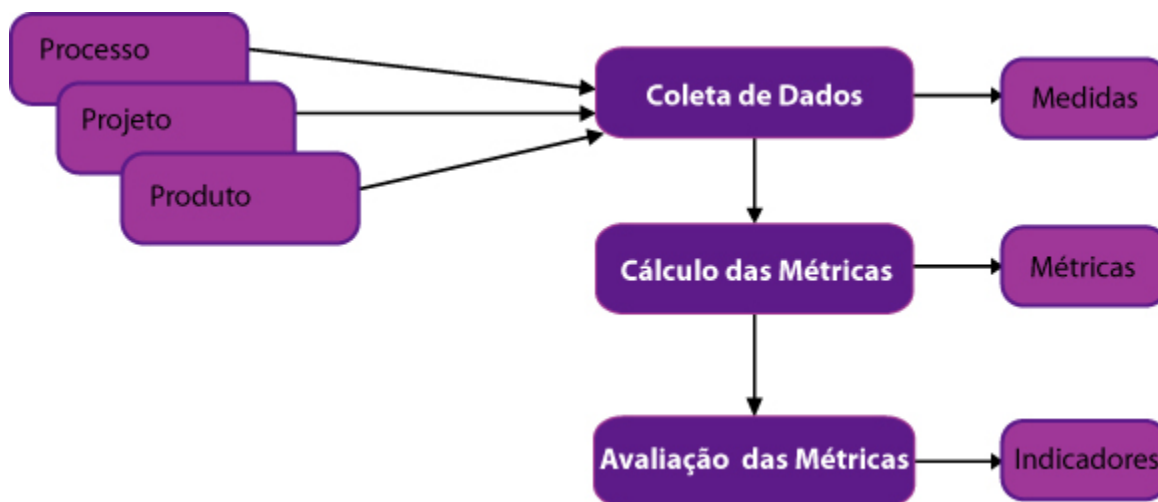 Processo
Projeto
Produto
Coleta de Dados
Medidas
Cálculo das Métricas
Métricas
Avaliação das Métricas
Indicadores